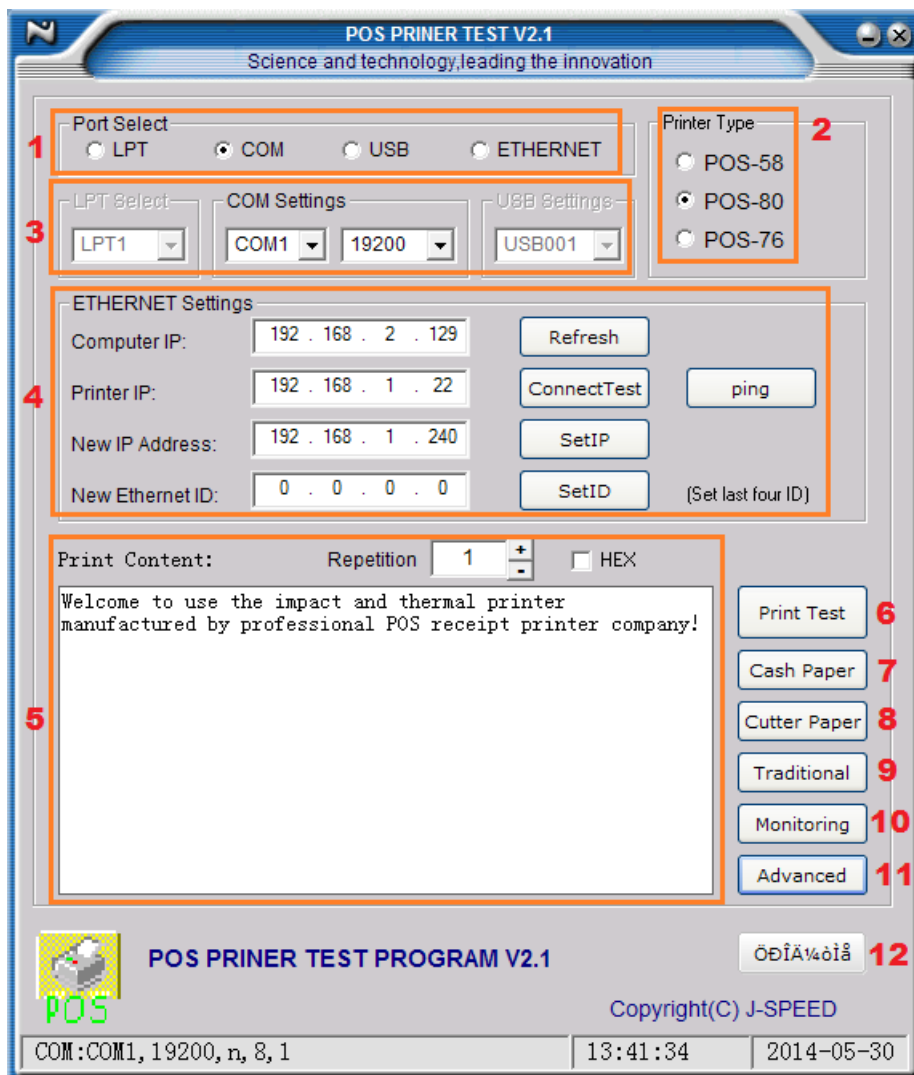 POS PRINER TEST V2.1
Science and technology,leading the innovation
1
Port Select
LPT COM USB ETHERNET
Printer Type 2
POS-58
POS-80
POS-76
3
LPT Select COM Settings USB Settings
LPT1 COM1 19200 USB001
4
ETHERNET Settings
Computer IP: 192 . 168 . 2 . 129 Refresh
Printer IP: 192 . 168 . 1 . 22 ConnectTest ping
New IP Address: 192 . 168 . 1 . 240 SetIP
New Ethernet ID: 0 . 0 . 0 . 0 SetID (Set last four ID)
5
Print Content: Repetition 1 + - HEX
Welcome to use the impact and thermal printer
manufactured by professional POS receipt printer company!
Print Test 6
Cash Paper 7
Cutter Paper 8
Traditional 9
Monitoring 10
Advanced 11
POS
POS PRINER TEST PROGRAM V2.1
ÖÐÎÄ¼òÌå 12
Copyright(C) J-SPEED
COM:COM1,19200,n,8,1 13:41:34 2014-05-30